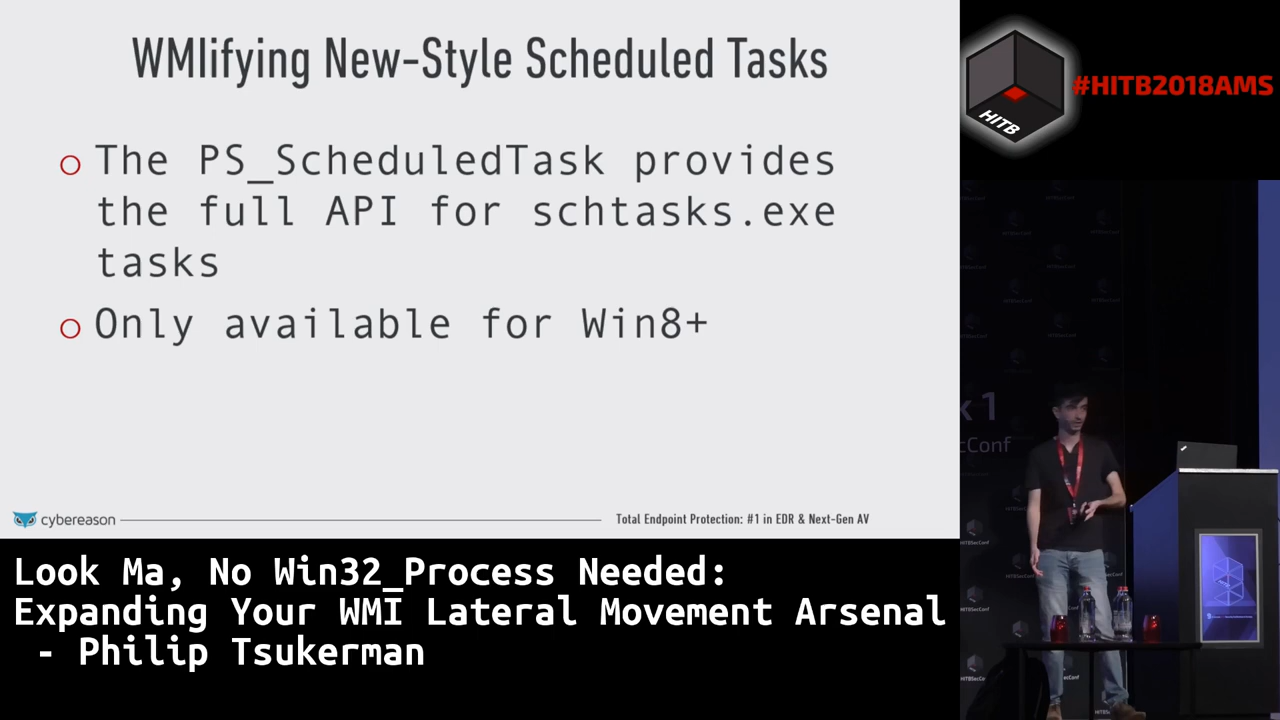 WMIifying New-Style Scheduled Tasks
The PS_ScheduledTask provides
the full API for schtasks.exe
tasks
Only available for Win8+
cybereason
Total Endpoint Protection: #1 in EDR & Next-Gen AV
HITB
#HITB2018AMS
k 1
ecConf
Look Ma, No Win32_Process Needed:
Expanding Your WMI Lateral Movement Arsenal
- Philip Tsukerman